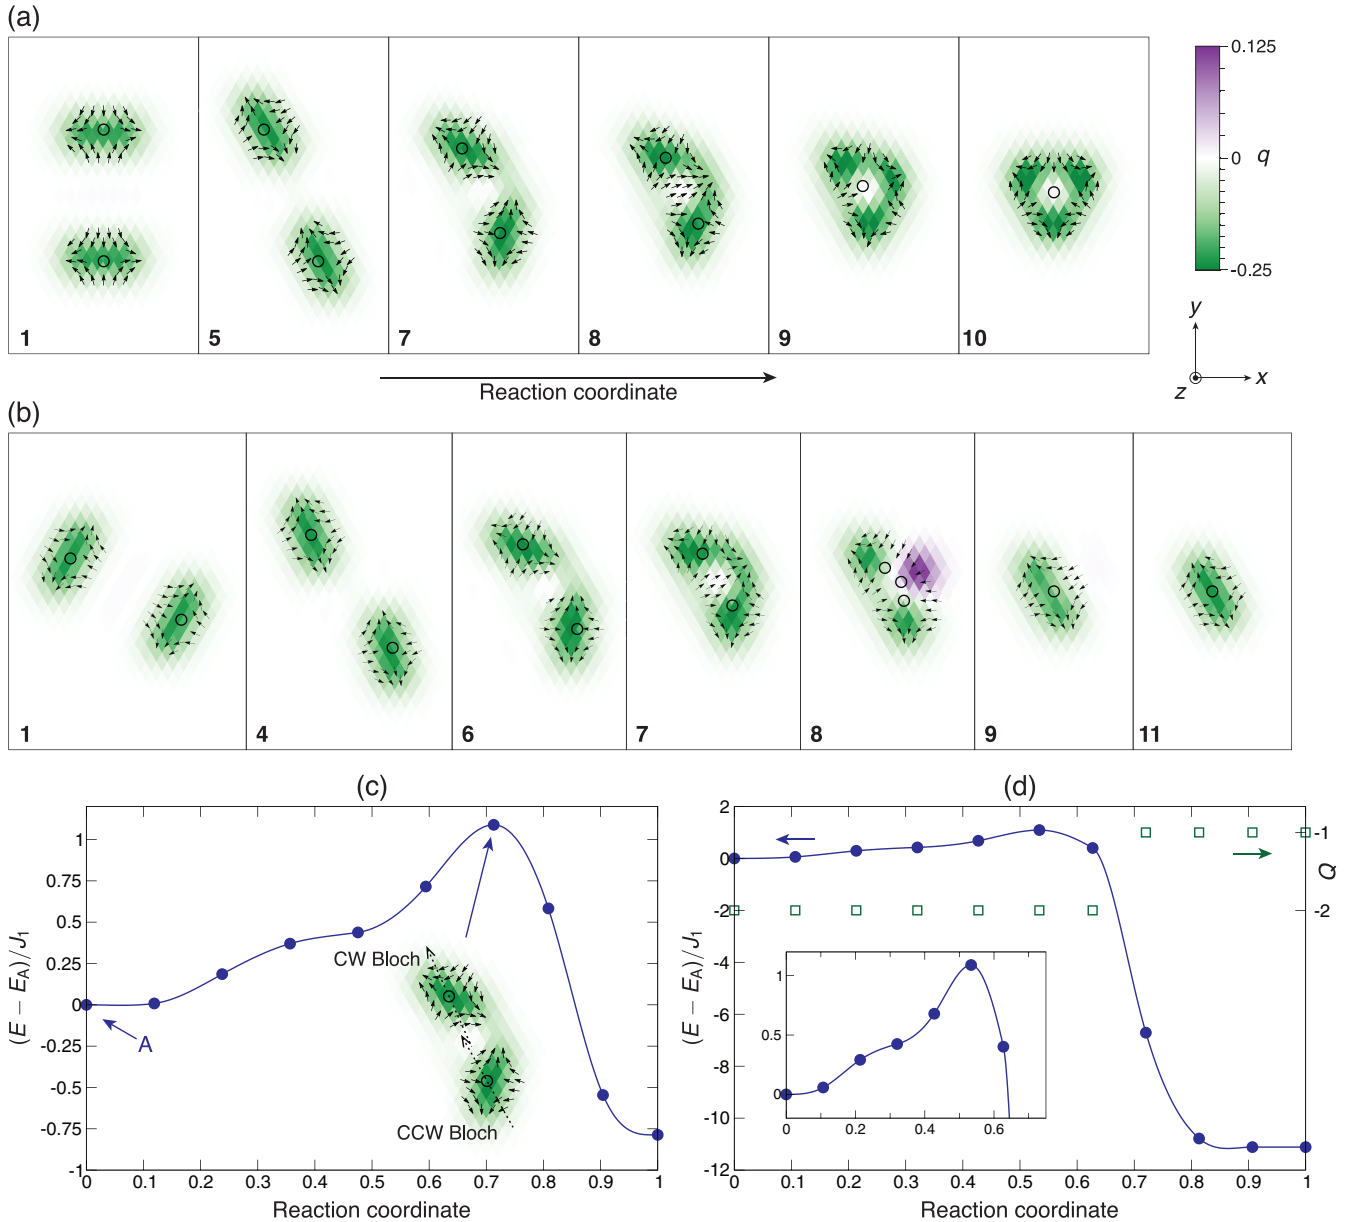 (a)
1 5 7 8 9 10
0.125
0 q
-0.25
y
x
z
Reaction coordinate
(b)
1 4 6 7 8 9 11
(c)
(E − E_A)/J_1
1
0.75
0.5
0.25
0
-0.25
-0.5
-0.75
-1
A
CW Bloch
CCW Bloch
0 0.1 0.2 0.3 0.4 0.5 0.6 0.7 0.8 0.9 1
Reaction coordinate
(d)
(E − E_A)/J_1
2
0
-2
-4
-6
-8
-10
-12
-1
Q
-2
1
0.5
0
0 0.2 0.4 0.6
0 0.1 0.2 0.3 0.4 0.5 0.6 0.7 0.8 0.9 1
Reaction coordinate